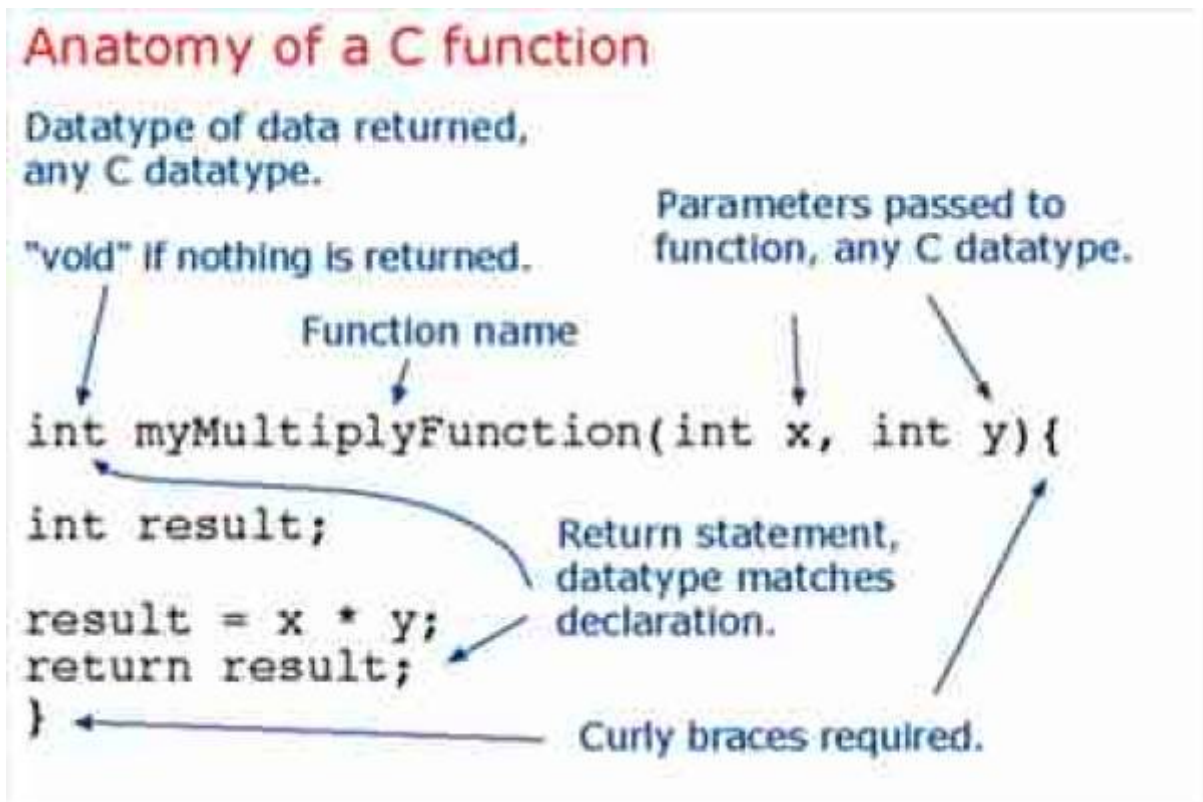 Anatomy of a C function
Datatype of data returned,
any C datatype.
"void" if nothing is returned.
Parameters passed to
function, any C datatype.
Function name
int myMultiplyFunction(int x, int y){
int result;
Return statement,
datatype matches
declaration.
result = x * y;
return result;
}
Curly braces required.